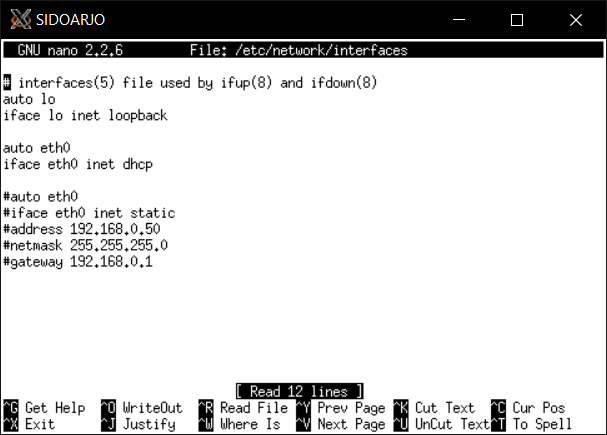 SIDOARJO
GNU nano 2.2.6 File: /etc/network/interfaces
# interfaces(5) file used by ifup(8) and ifdown(8)
auto lo
iface lo inet loopback
auto eth0
iface eth0 inet dhcp
#auto eth0
#iface eth0 inet static
#address 192.168.0.50
#netmask 255.255.255.0
#gateway 192.168.0.1
[ Read 12 lines ]
^G Get Help ^O WriteOut ^R Read File ^Y Prev Page ^K Cut Text ^C Cur Pos
^X Exit ^J Justify ^W Where Is ^V Next Page ^U UnCut Text ^T To Spell